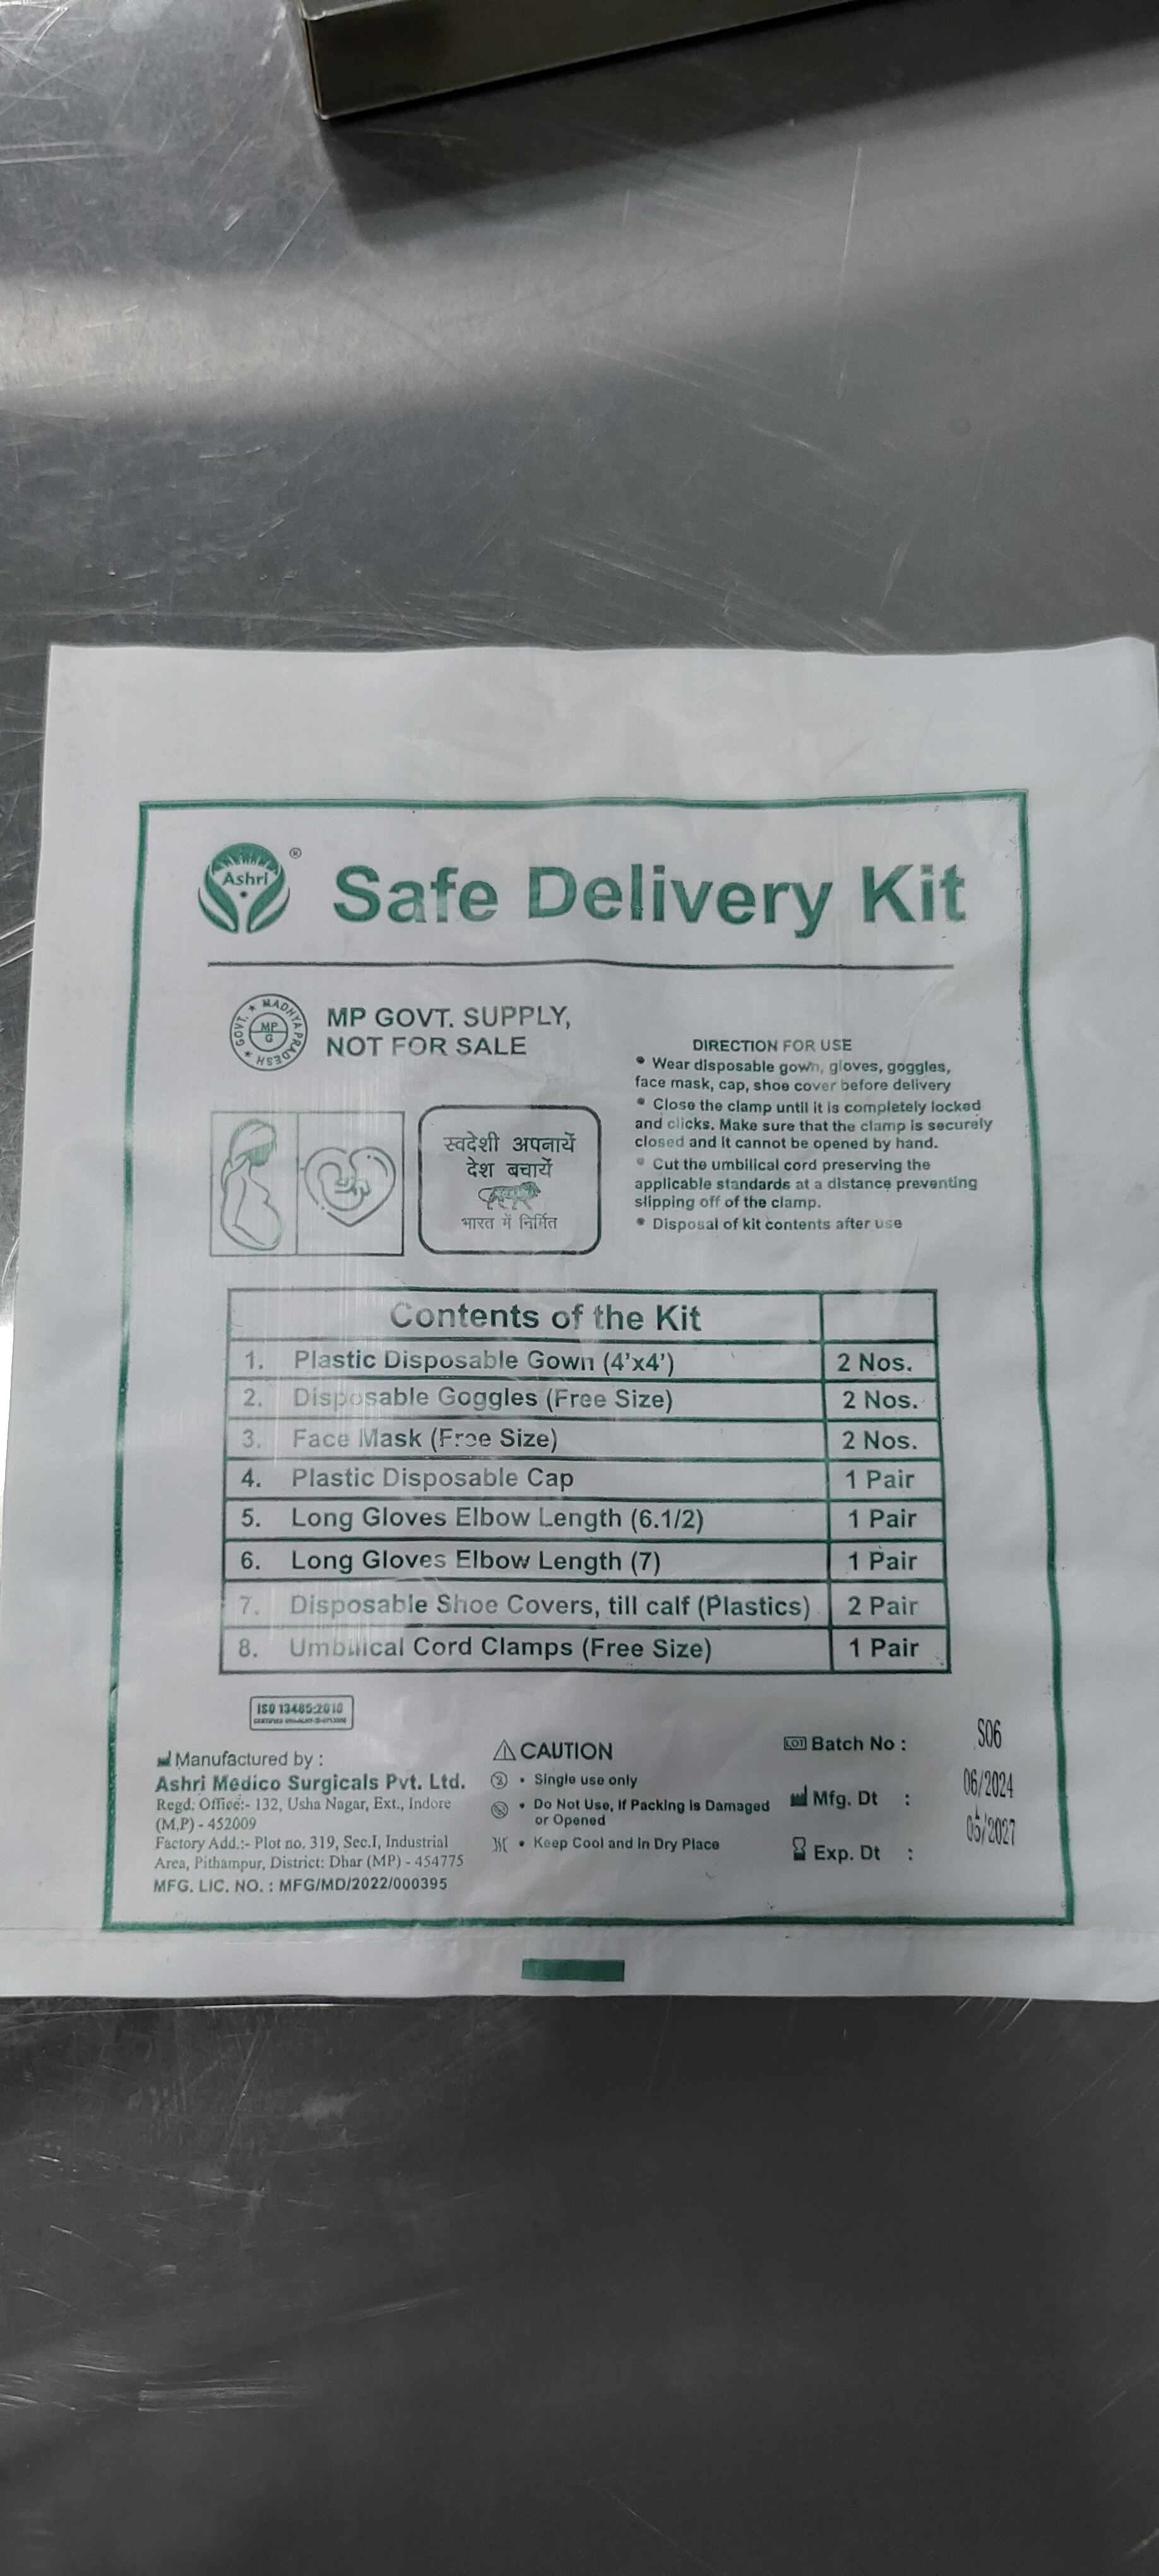 Ashri
®
Safe Delivery Kit
GOVT. ★ MADHYA PRADESH ★
MP
G
MP GOVT. SUPPLY,
NOT FOR SALE
स्वदेशी अपनायें
देश बचायें
भारत में निर्मित
DIRECTION FOR USE
• Wear disposable gown, gloves, goggles,
face mask, cap, shoe cover before delivery
• Close the clamp until it is completely locked
and clicks. Make sure that the clamp is securely
closed and it cannot be opened by hand.
• Cut the umbilical cord preserving the
applicable standards at a distance preventing
slipping off of the clamp.
• Disposal of kit contents after use
Contents of the Kit
1. Plastic Disposable Gown (4'x4') 2 Nos.
2. Disposable Goggles (Free Size) 2 Nos.
3. Face Mask (Free Size) 2 Nos.
4. Plastic Disposable Cap 1 Pair
5. Long Gloves Elbow Length (6.1/2) 1 Pair
6. Long Gloves Elbow Length (7) 1 Pair
7. Disposable Shoe Covers, till calf (Plastics) 2 Pair
8. Umbilical Cord Clamps (Free Size) 1 Pair
ISO 13485:2016
Manufactured by :
Ashri Medico Surgicals Pvt. Ltd.
Regd. Office:- 132, Usha Nagar, Ext., Indore
(M.P) - 452009
Factory Add.:- Plot no. 319, Sec.I, Industrial
Area, Pithampur, District: Dhar (MP) - 454775
MFG. LIC. NO. : MFG/MD/2022/000395
CAUTION
• Single use only
• Do Not Use, If Packing is Damaged
or Opened
• Keep Cool and In Dry Place
LOT Batch No : S06
Mfg. Dt : 06/2024
Exp. Dt : 05/2027